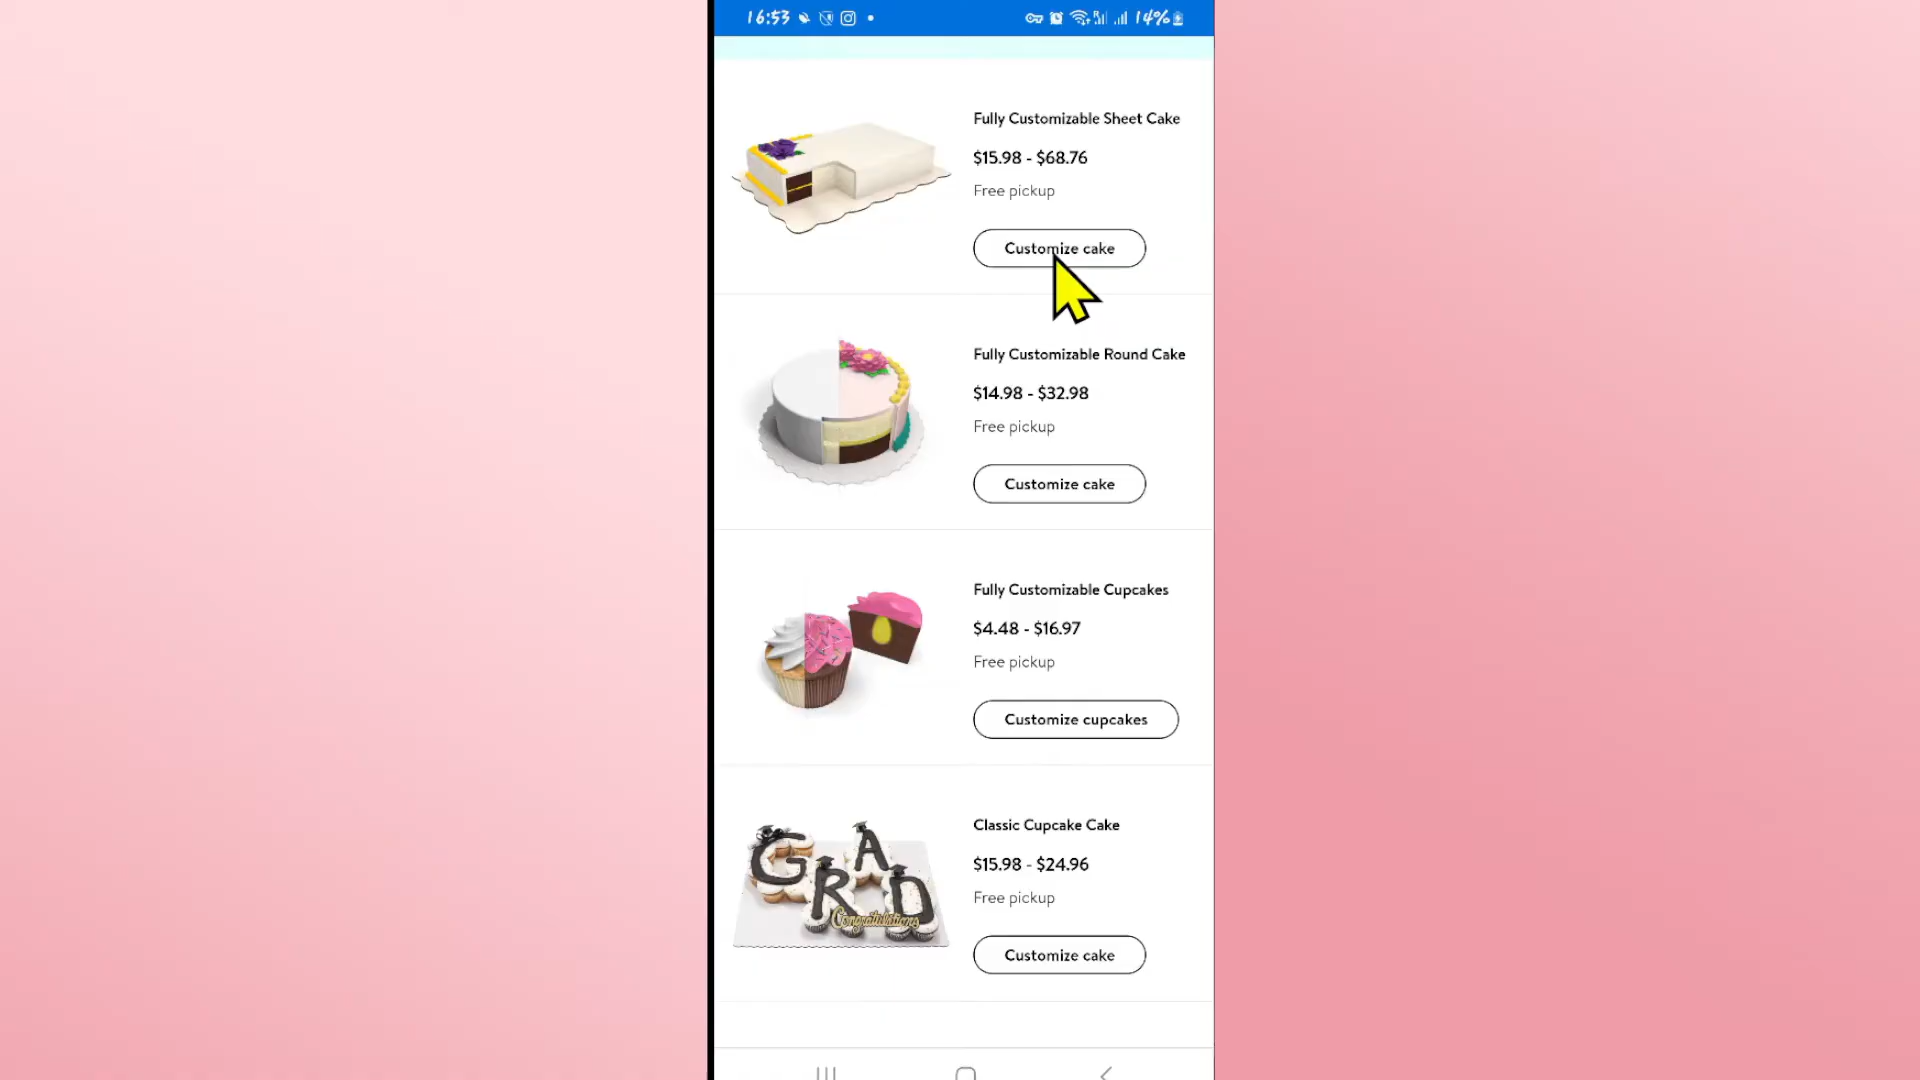 16:53
14%
Fully Customizable Sheet Cake
$15.98 - $68.76
Free pickup
Customize cake
Fully Customizable Round Cake
$14.98 - $32.98
Free pickup
Customize cake
Fully Customizable Cupcakes
$4.48 - $16.97
Free pickup
Customize cupcakes
GRAD
Congratulations
Classic Cupcake Cake
$15.98 - $24.96
Free pickup
Customize cake